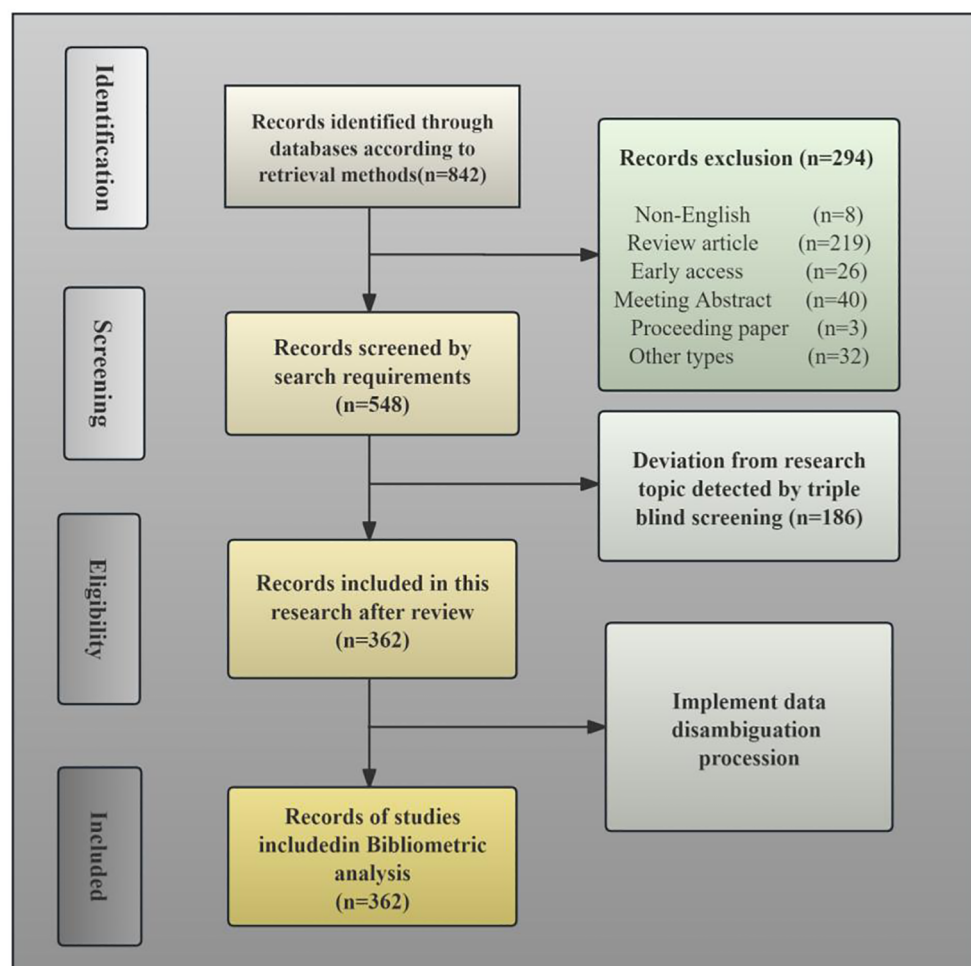 Identification
Records identified through
databases according to
retrieval methods(n=842)
Records exclusion (n=294)
Non-English (n=8)
Review article (n=219)
Early access (n=26)
Meeting Abstract (n=40)
Proceeding paper (n=3)
Other types (n=32)
Screening
Records screened by
search requirements
(n=548)
Deviation from research
topic detected by triple
blind screening (n=186)
Eligibility
Records included in this
research after review
(n=362)
Implement data
disambiguation
procession
Included
Records of studies
includedin Bibliometric
analysis
(n=362)